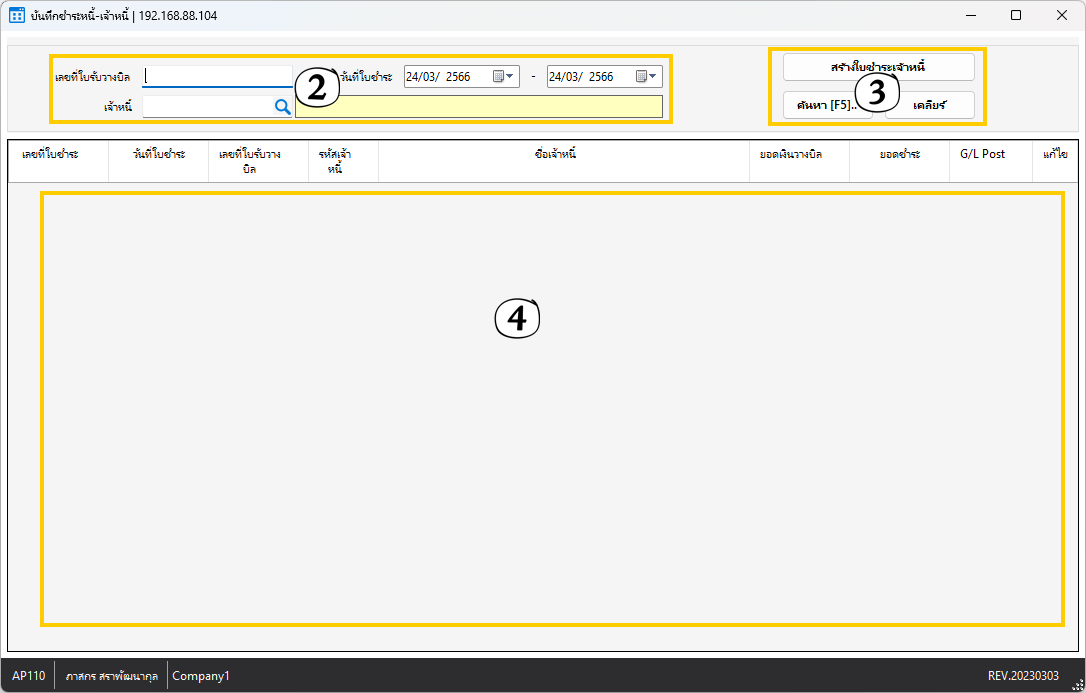 บันทึกชำระหนี้-เจ้าหนี้ | 192.168.88.104
เลขที่ใบรับวางบิล
2
วันที่ใบชำระ 24/03/ 2566 - 24/03/ 2566
สร้างใบชำระเจ้าหนี้
เจ้าหนี้
ค้นหา [F5]..
3
เคลียร์
เลขที่ใบชำระ
วันที่ใบชำระ
เลขที่ใบรับวาง
บิล
รหัสเจ้า
หนี้
ชื่อเจ้าหนี้
ยอดเงินวางบิล
ยอดชำระ
G/L Post
แก้ไข
4
AP110
ภาสกร สราพัฒนากุล
Company1
REV.20230303